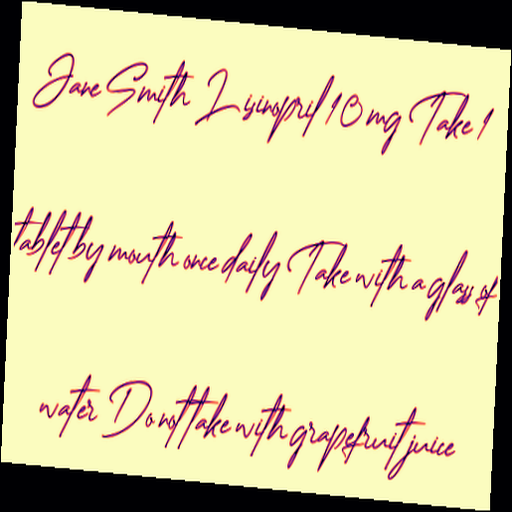 Jane Smith Lisinopril 10 mg Take 1
tablet by mouth once daily Take with a glass of
water Do not take with grapefruit juice